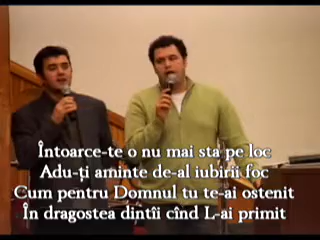 Întoarce-te o nu mai sta pe loc
Adu-ți aminte de-al iubirii foc
Cum pentru Domnul tu te-ai ostenit
În dragostea dintîi cînd L-ai primit